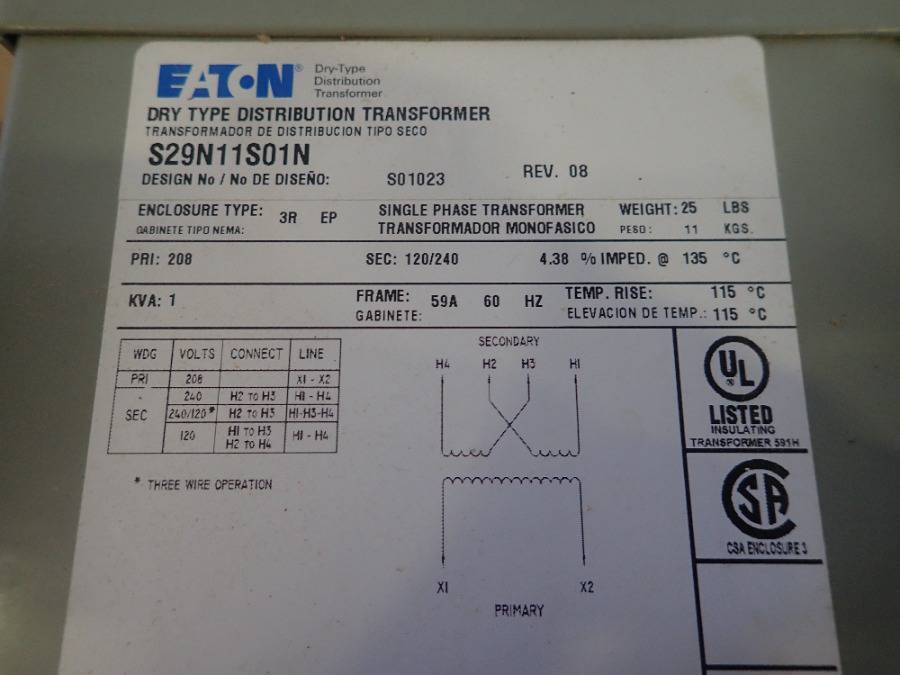 EATON® Dry-Type
Distribution
Transformer
DRY TYPE DISTRIBUTION TRANSFORMER
TRANSFORMADOR DE DISTRIBUCION TIPO SECO
S29N11S01N
DESIGN No / No DE DISEÑO: S01023 REV. 08
ENCLOSURE TYPE: 3R EP SINGLE PHASE TRANSFORMER WEIGHT: 25 LBS
GABINETE TIPO NEMA: TRANSFORMADOR MONOFASICO PESO: 11 KGS.
PRI: 208 SEC: 120/240 4.38 % IMPED. @ 135 °C
KVA: 1 FRAME: 59A 60 HZ TEMP. RISE: 115 °C
GABINETE: ELEVACION DE TEMP.: 115 °C
WDG VOLTS CONNECT LINE
PRI 208 X1 - X2
SEC 240 H2 TO H3 H1 - H4
240/120* H2 TO H3 H1-H3-H4
120 H1 TO H3
H2 TO H4 H1 - H4
* THREE WIRE OPERATION
SECONDARY
H4 H2 H3 H1
X1 X2
PRIMARY
UL®
LISTED
INSULATING
TRANSFORMER 591H
SA
CSA ENCLOSURE 3